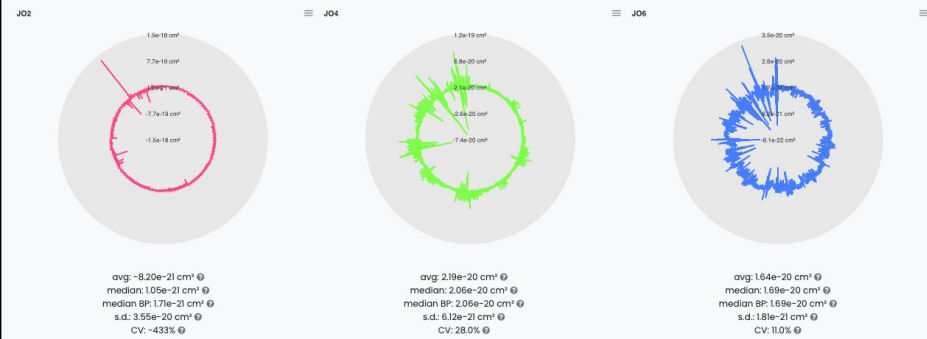 JO2
1.5e-18 cm²
7.7e-19 cm²
-7.7e-19 cm²
-1.5e-18 cm²
avg: -8.20e-21 cm²
median: 1.05e-21 cm²
median BP: 1.71e-21 cm²
s.d.: 3.55e-20 cm²
CV: -433%
JO4
1.2e-19 cm²
6.8e-20 cm²
2.1e-20 cm²
-2.6e-20 cm²
-7.4e-20 cm²
avg: 2.19e-20 cm²
median: 2.06e-20 cm²
median BP: 2.06e-20 cm²
s.d.: 6.12e-21 cm²
CV: 28.0%
JO6
3.5e-20 cm²
2.6e-20 cm²
-8.1e-22 cm²
avg: 1.64e-20 cm²
median: 1.69e-20 cm²
median BP: 1.69e-20 cm²
s.d.: 1.81e-21 cm²
CV: 11.0%